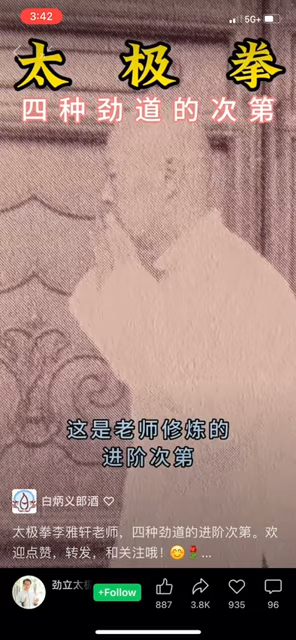 3:42
5G+
太极拳
四种劲道的次第
这是老师修炼的
进阶次第
白炳义郎酒
太极拳李雅轩老师，四种劲道的进阶次第。欢
迎点赞，转发，和关注哦！😊🌹...
劲立太极
+Follow
887
3.8K
935
96